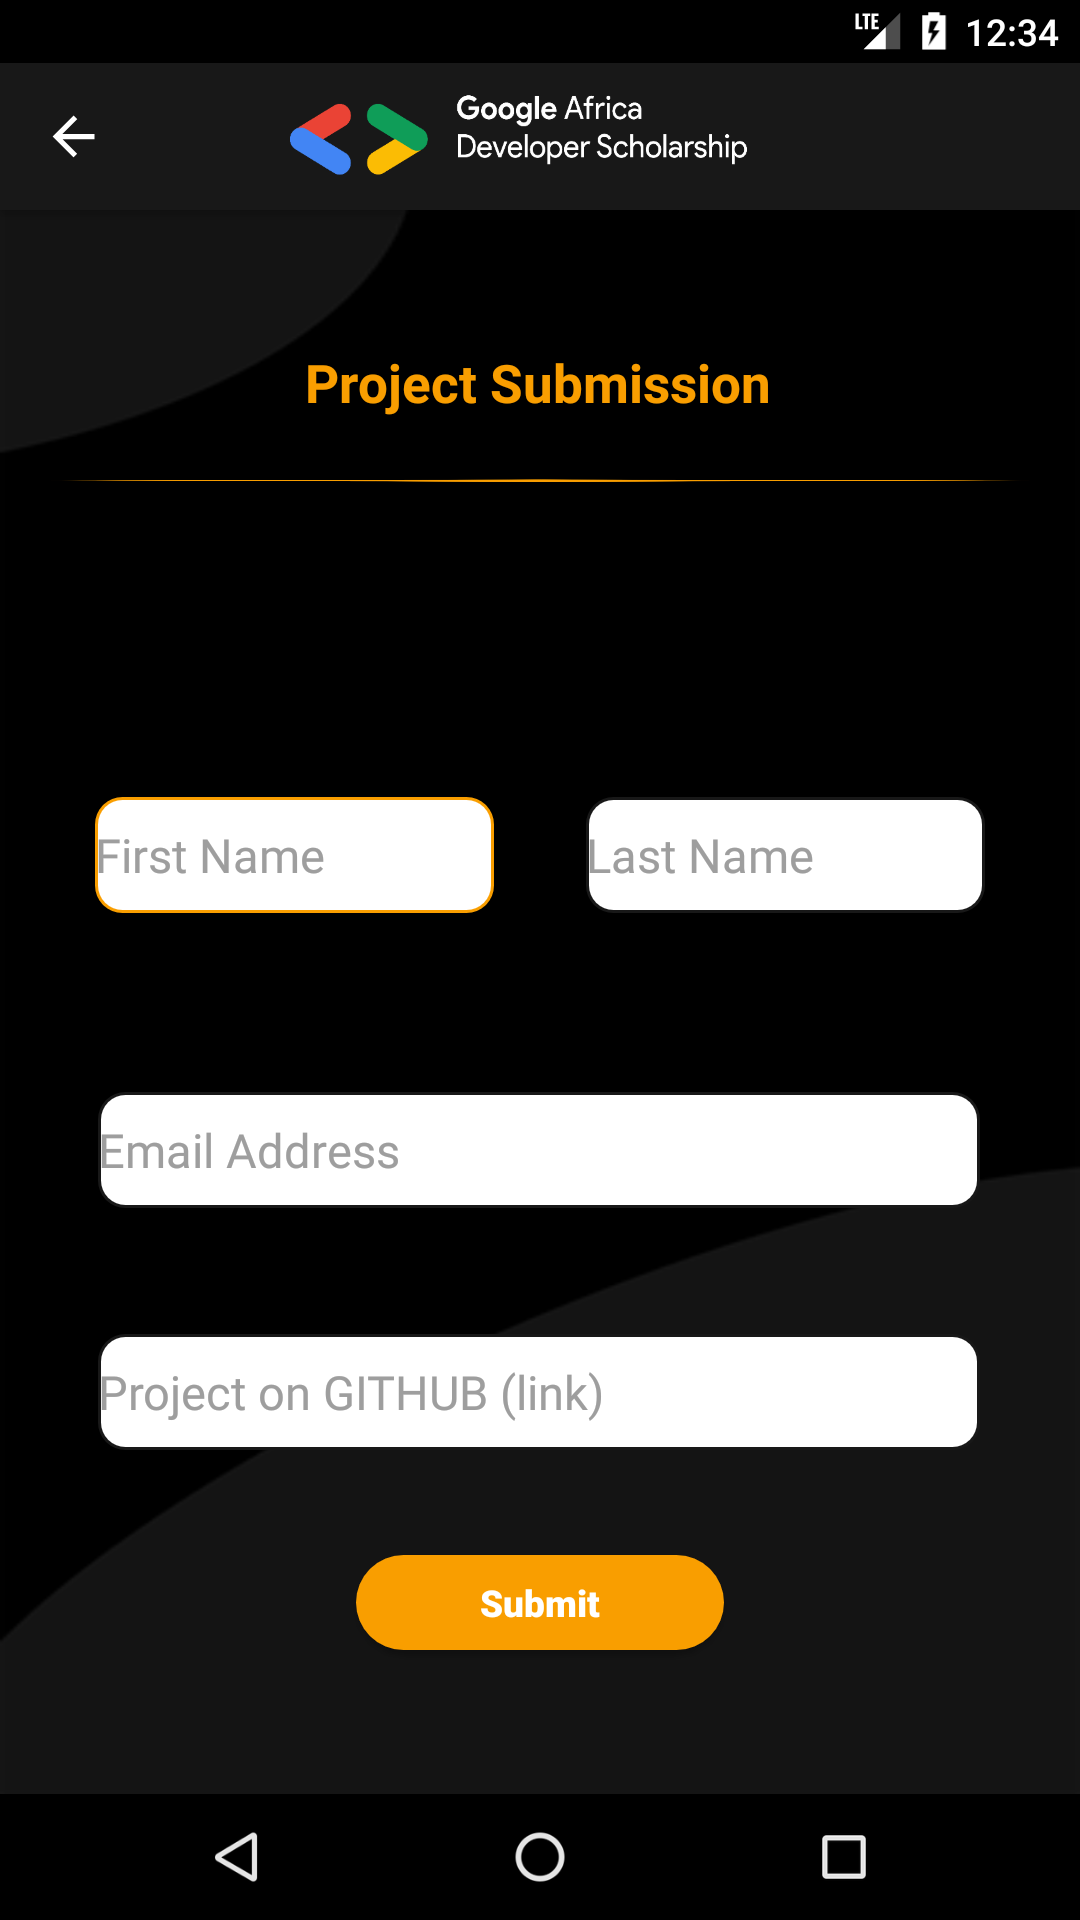 LTE 12:34
Google Africa
Developer Scholarship
Project Submission
First Name
Last Name
Email Address
Project on GITHUB (link)
Submit